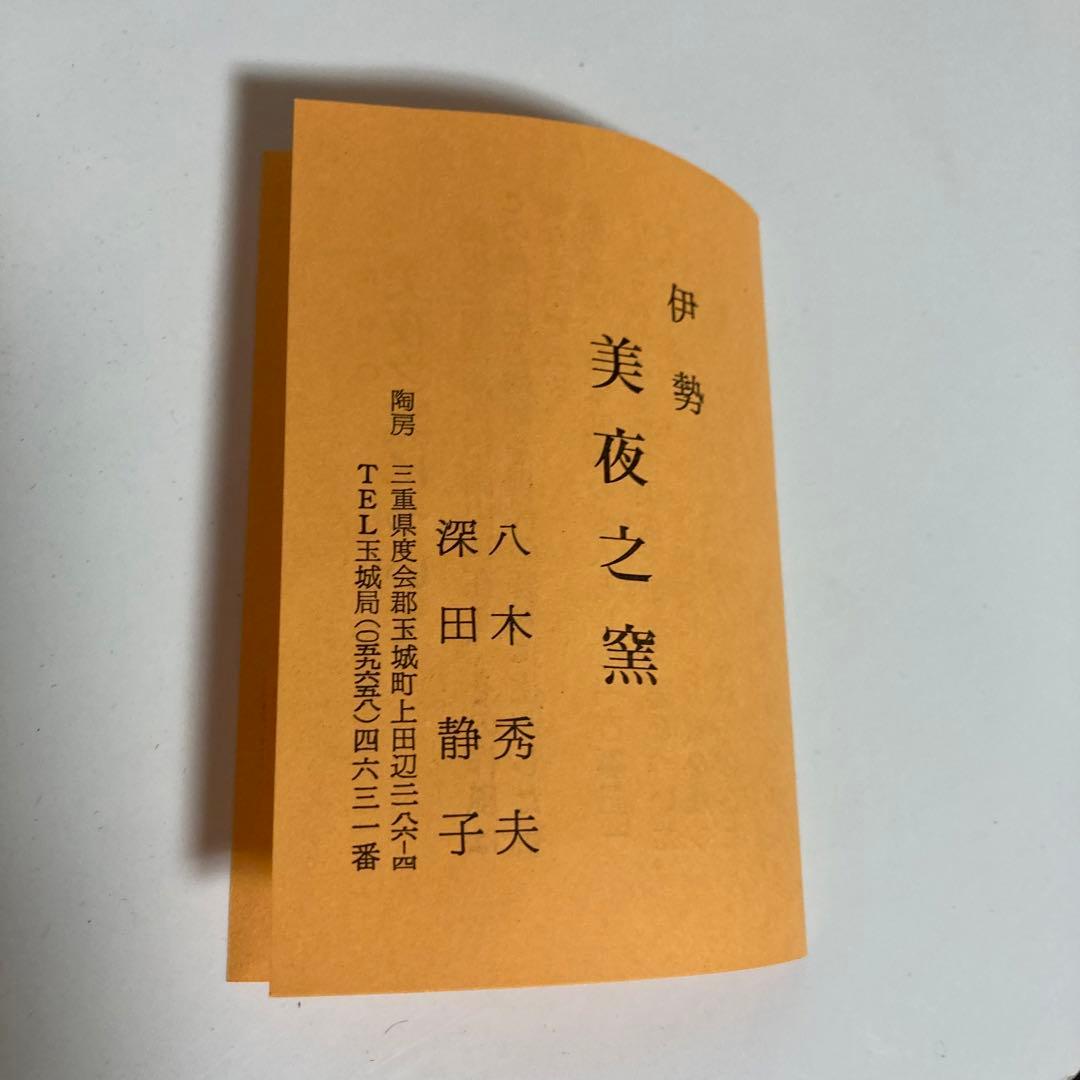 伊勢
美夜之窯
八木秀夫
深田静子
陶房 三重県度会郡玉城町上田辺二二八六−四
TEL玉城局(〇五九六五八)四六三一番